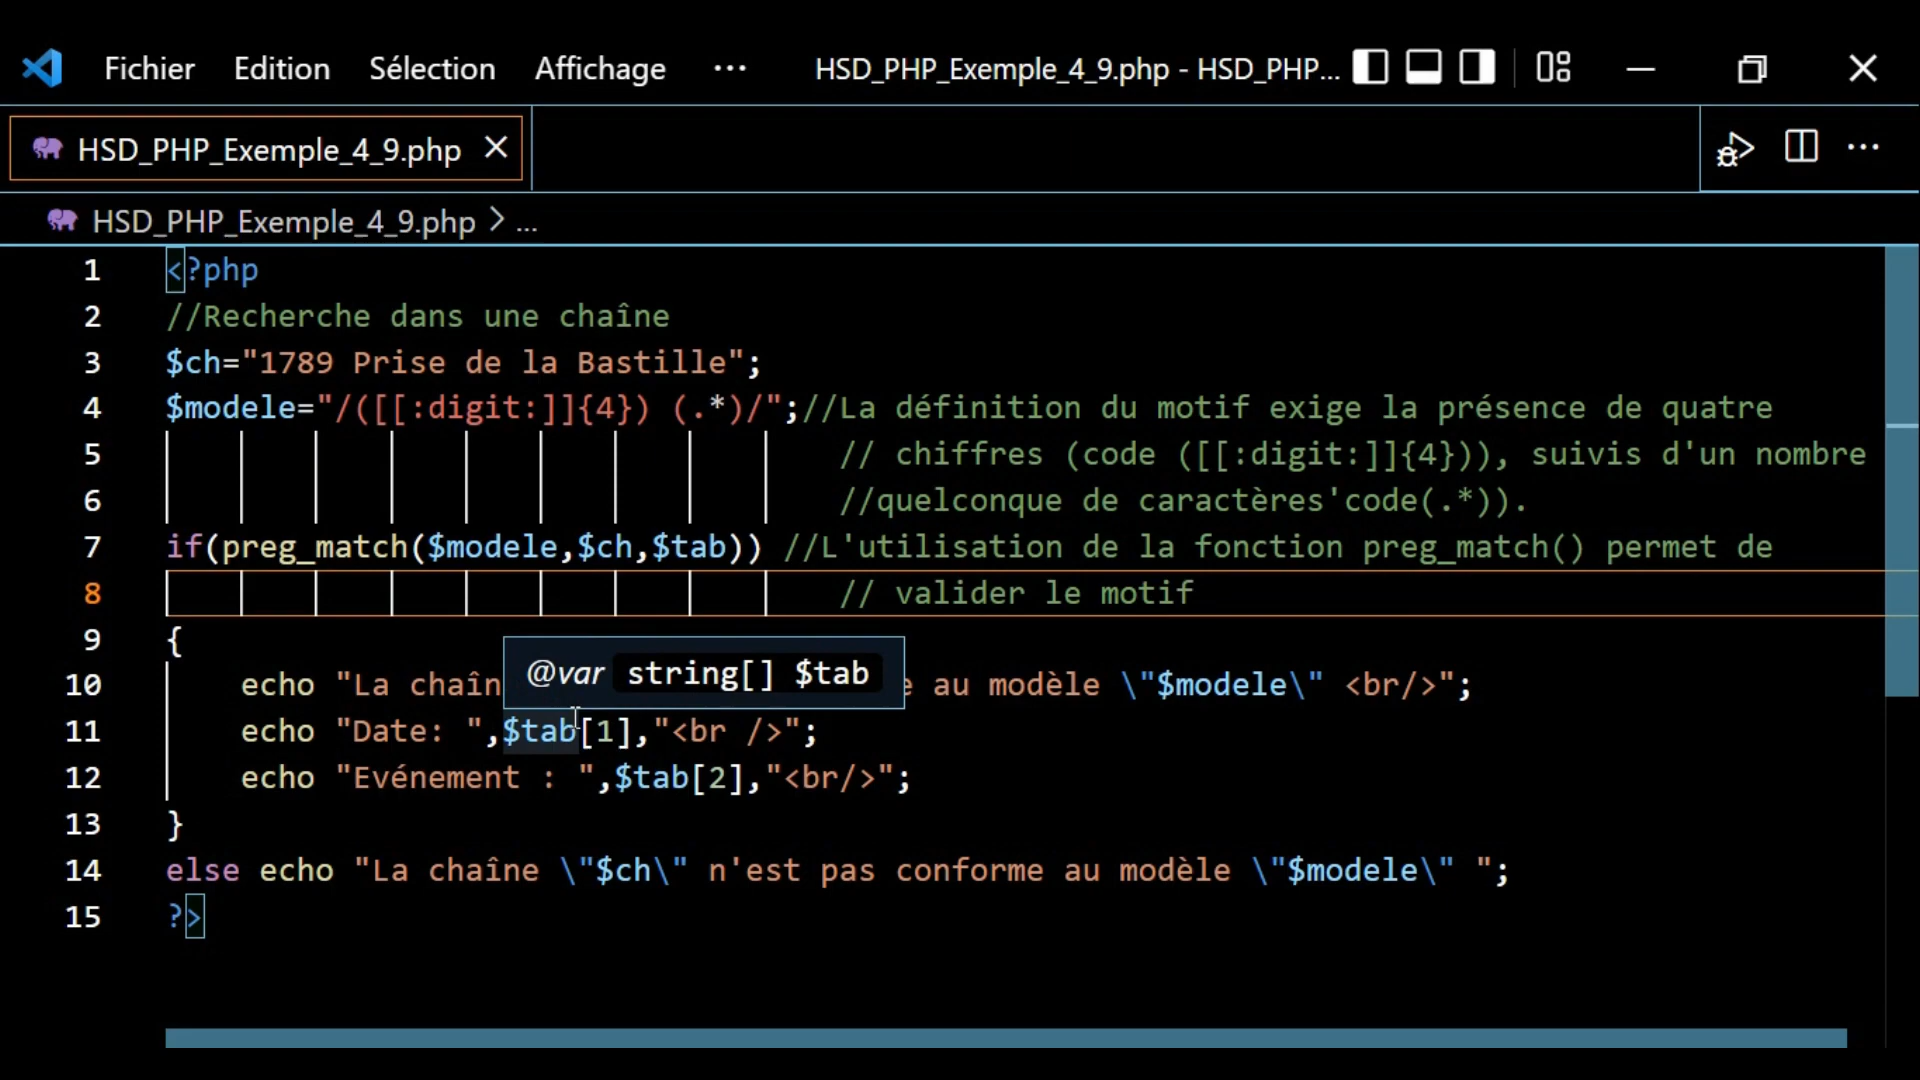 Fichier Edition Sélection Affichage ··· HSD_PHP_Exemple_4_9.php - HSD_PHP...
HSD_PHP_Exemple_4_9.php
HSD_PHP_Exemple_4_9.php > ...
1 <?php
2 //Recherche dans une chaîne
3 $ch="1789 Prise de la Bastille";
4 $modele="/([[:digit:]]{4}) (.*)/";//La définition du motif exige la présence de quatre
5 // chiffres (code ([[:digit:]]{4})), suivis d'un nombre
6 //quelconque de caractères'code(.*)).
7 if(preg_match($modele,$ch,$tab)) //L'utilisation de la fonction preg_match() permet de
8 // valider le motif
9 {
@var string[] $tab
10 echo "La chaîn e au modèle \"$modele\" <br/>";
11 echo "Date: ",$tab[1],"<br />";
12 echo "Evénement : ",$tab[2],"<br/>";
13 }
14 else echo "La chaîne \"$ch\" n'est pas conforme au modèle \"$modele\" ";
15 ?>